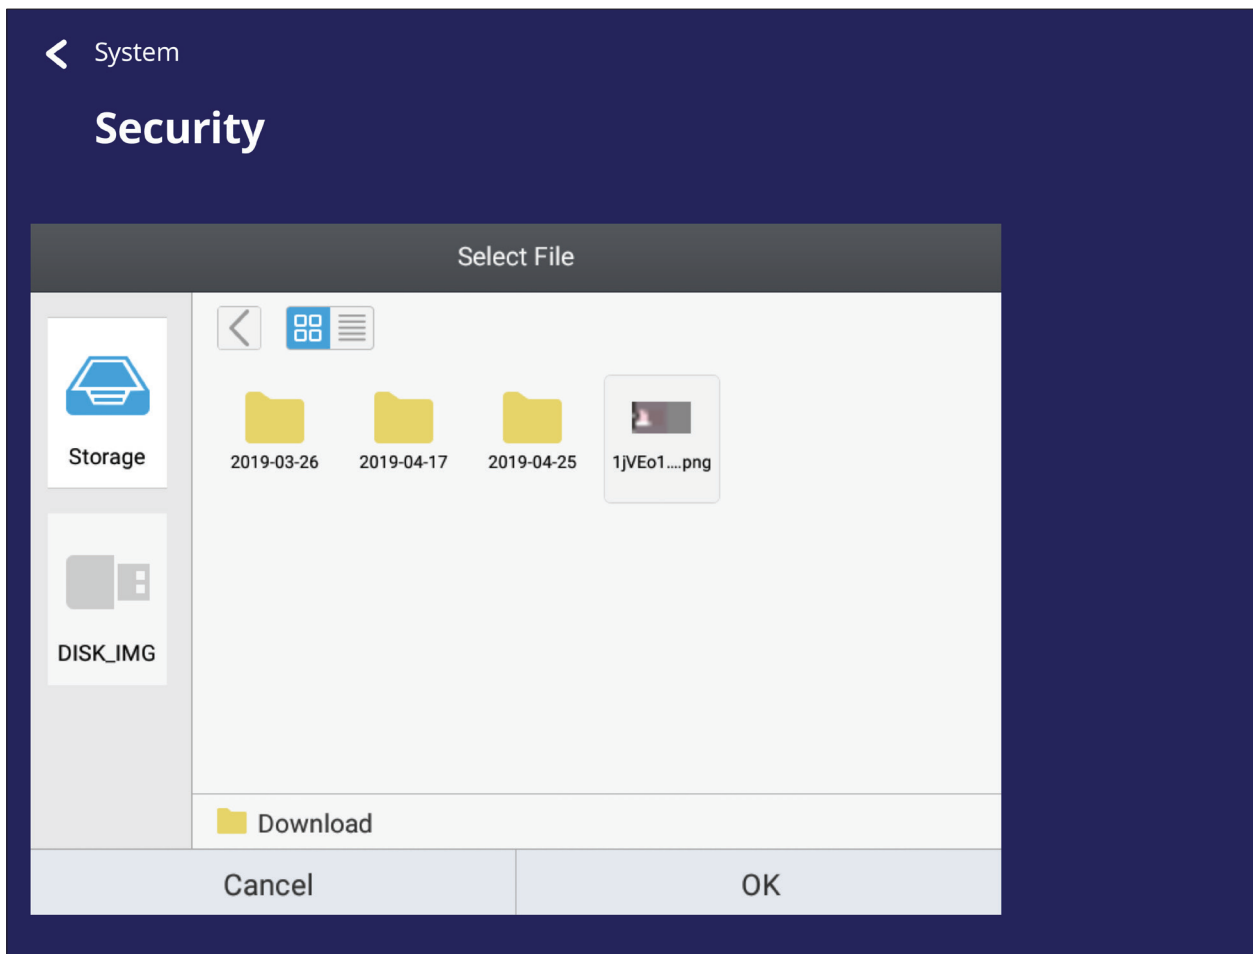 System
Security
Select File
Storage
2019-03-26
2019-04-17
2019-04-25
1jVEo1....png
DISK_IMG
Download
Cancel
OK